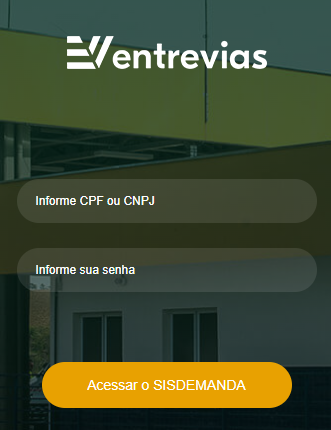 entrevias
Informe CPF ou CNPJ
Informe sua senha
Acessar o SISDEMANDA